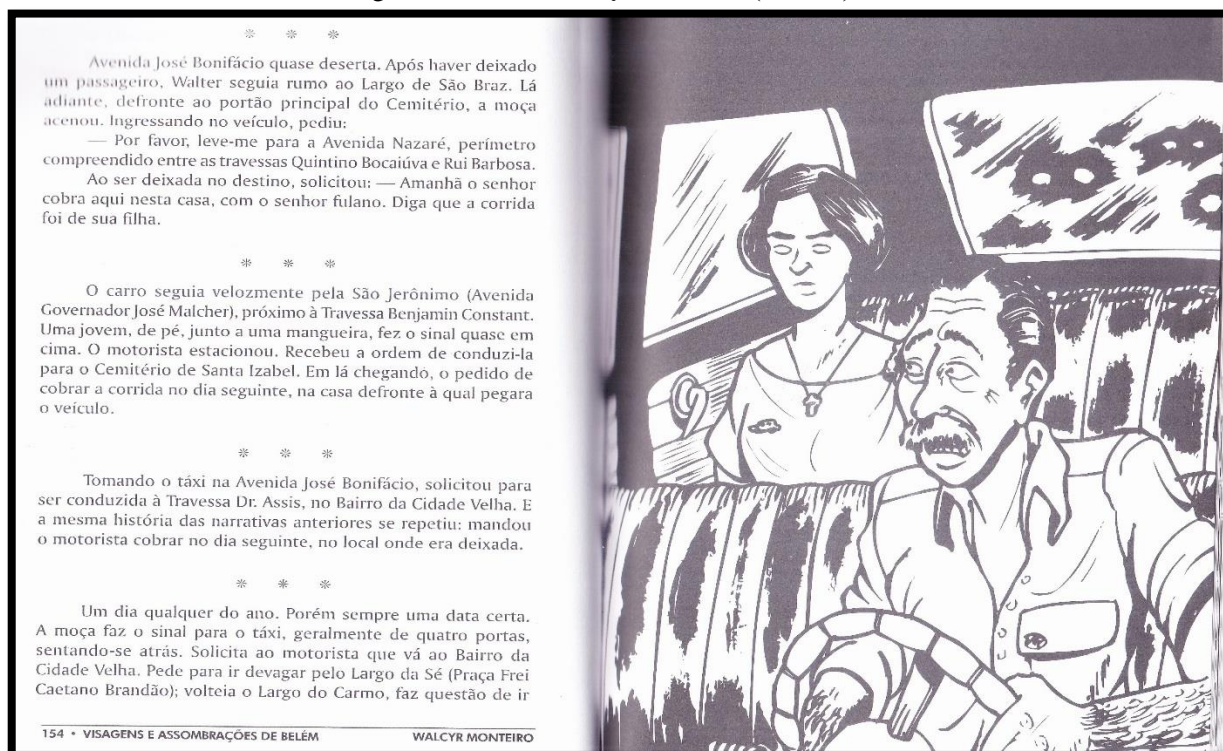 * * *
Avenida José Bonifácio quase deserta. Após haver deixado
um passageiro, Walter seguia rumo ao Largo de São Braz. Lá
adiante, defronte ao portão principal do Cemitério, a moça
acenou. Ingressando no veículo, pediu:
— Por favor, leve-me para a Avenida Nazaré, perímetro
compreendido entre as travessas Quintino Bocaiúva e Rui Barbosa.
Ao ser deixada no destino, solicitou: — Amanhã o senhor
cobra aqui nesta casa, com o senhor fulano. Diga que a corrida
foi de sua filha.
* * *
O carro seguia velozmente pela São Jerônimo (Avenida
Governador José Malcher), próximo à Travessa Benjamin Constant.
Uma jovem, de pé, junto a uma mangueira, fez o sinal quase em
cima. O motorista estacionou. Recebeu a ordem de conduzi-la
para o Cemitério de Santa Izabel. Em lá chegando, o pedido de
cobrar a corrida no dia seguinte, na casa defronte à qual pegara
o veículo.
* * *
Tomando o táxi na Avenida José Bonifácio, solicitou para
ser conduzida à Travessa Dr. Assis, no Bairro da Cidade Velha. E
a mesma história das narrativas anteriores se repetiu: mandou
o motorista cobrar no dia seguinte, no local onde era deixada.
* * *
Um dia qualquer do ano. Porém sempre uma data certa.
A moça faz o sinal para o táxi, geralmente de quatro portas,
sentando-se atrás. Solicita ao motorista que vá ao Bairro da
Cidade Velha. Pede para ir devagar pelo Largo da Sé (Praça Frei
Caetano Brandão); volteia o Largo do Carmo, faz questão de ir
154 • VISAGENS E ASSOMBRAÇÕES DE BELÉM WALCYR MONTEIRO